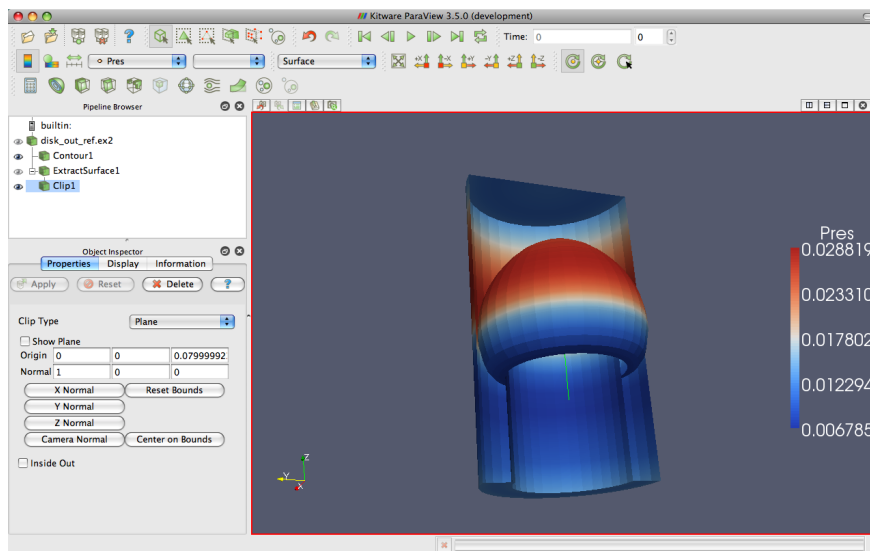 Kitware ParaView 3.5.0 (development)
Time: 0 0
Pres Surface +X -X +Y -Y +Z -Z
Pipeline Browser
builtin:
disk_out_ref.ex2
Contour1
ExtractSurface1
Clip1
Object Inspector
Properties Display Information
Apply Reset Delete ?
Clip Type Plane
Show Plane
Origin 0 0 0.07999992
Normal 1 0 0
X Normal Reset Bounds
Y Normal
Z Normal
Camera Normal Center on Bounds
Inside Out
Pres
0.028819
0.023310
0.017802
0.012294
0.006785
Z
Y
X